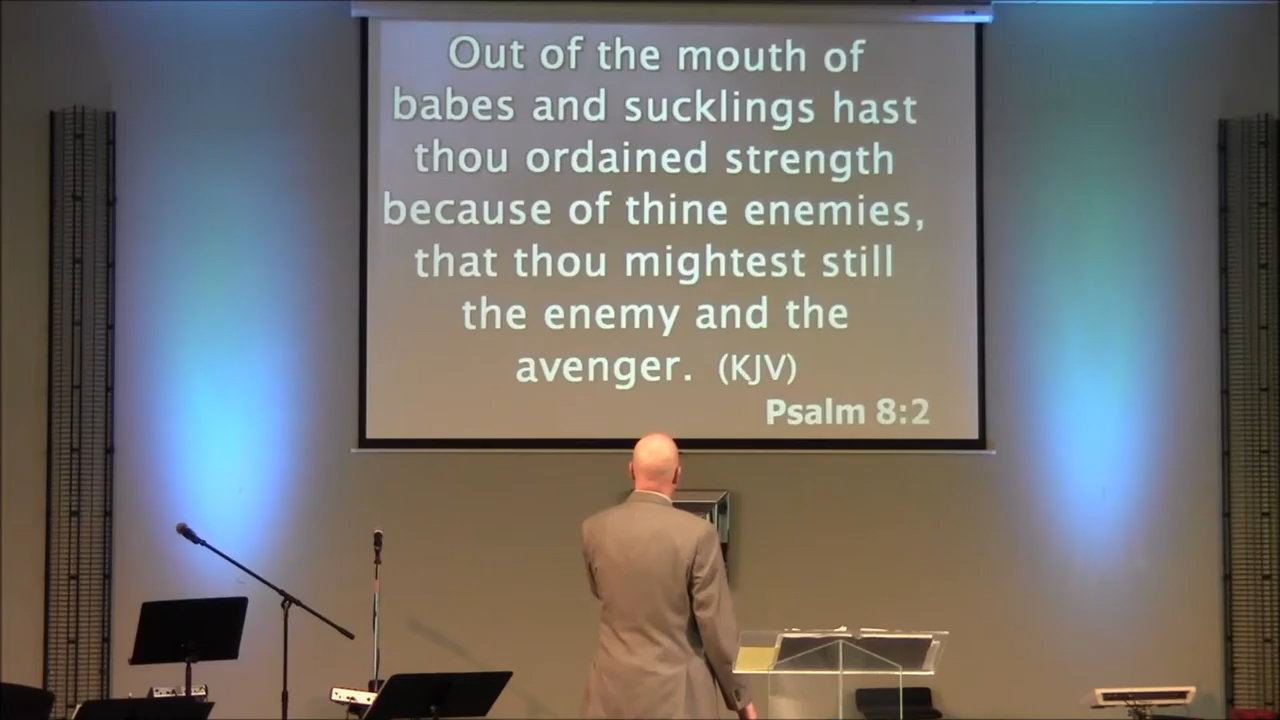 Out of the mouth of
babes and sucklings hast
thou ordained strength
because of thine enemies,
that thou mightest still
the enemy and the
avenger. (KJV)
Psalm 8:2